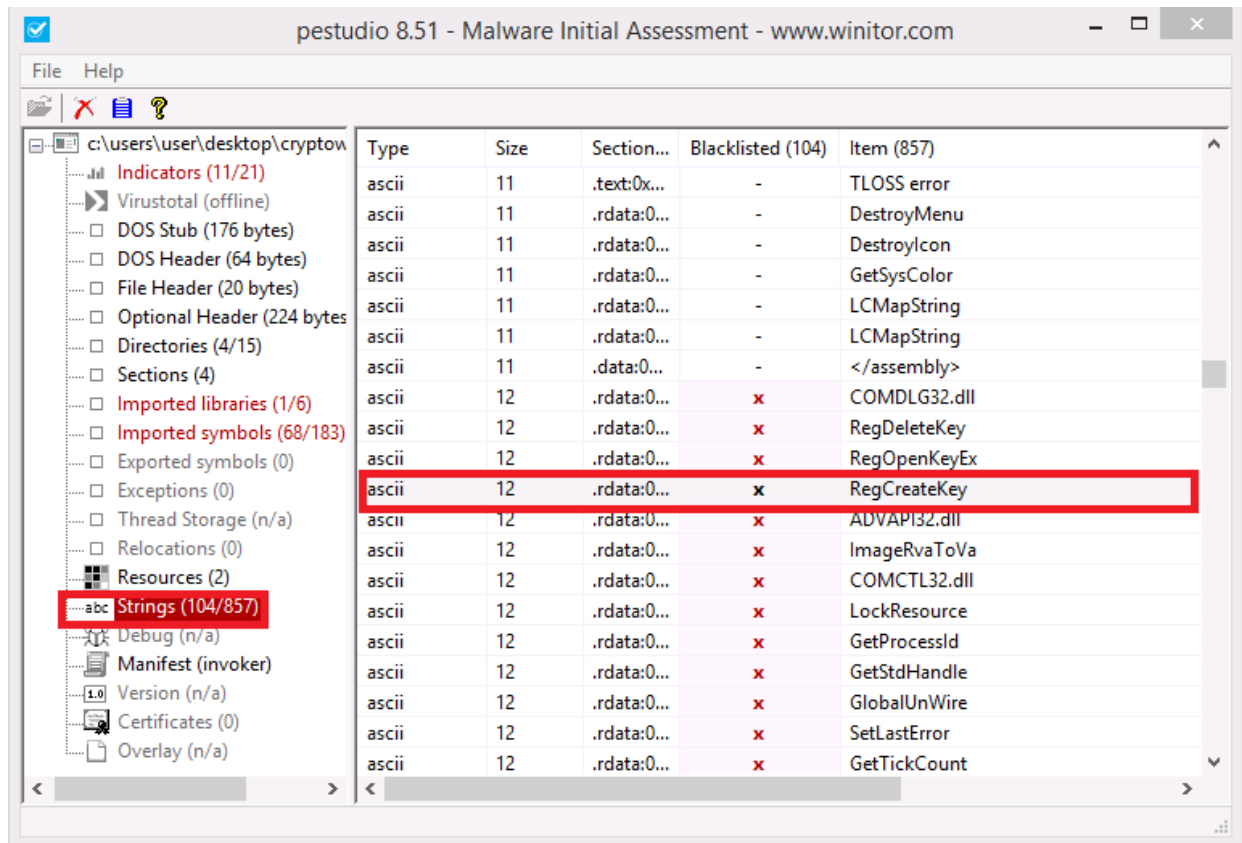 pestudio 8.51 - Malware Initial Assessment - www.winitor.com
File Help
c:\users\user\desktop\cryptow
Indicators (11/21)
Virustotal (offline)
DOS Stub (176 bytes)
DOS Header (64 bytes)
File Header (20 bytes)
Optional Header (224 bytes
Directories (4/15)
Sections (4)
Imported libraries (1/6)
Imported symbols (68/183)
Exported symbols (0)
Exceptions (0)
Thread Storage (n/a)
Relocations (0)
Resources (2)
abc Strings (104/857)
Debug (n/a)
Manifest (invoker)
1.0 Version (n/a)
Certificates (0)
Overlay (n/a)
Type Size Section... Blacklisted (104) Item (857)
ascii 11 .text:0x... - TLOSS error
ascii 11 .rdata:0... - DestroyMenu
ascii 11 .rdata:0... - DestroyIcon
ascii 11 .rdata:0... - GetSysColor
ascii 11 .rdata:0... - LCMapString
ascii 11 .rdata:0... - LCMapString
ascii 11 .data:0... - </assembly>
ascii 12 .rdata:0... x COMDLG32.dll
ascii 12 .rdata:0... x RegDeleteKey
ascii 12 .rdata:0... x RegOpenKeyEx
ascii 12 .rdata:0... x RegCreateKey
ascii 12 .rdata:0... x ADVAPI32.dll
ascii 12 .rdata:0... x ImageRvaToVa
ascii 12 .rdata:0... x COMCTL32.dll
ascii 12 .rdata:0... x LockResource
ascii 12 .rdata:0... x GetProcessId
ascii 12 .rdata:0... x GetStdHandle
ascii 12 .rdata:0... x GlobalUnWire
ascii 12 .rdata:0... x SetLastError
ascii 12 .rdata:0... x GetTickCount